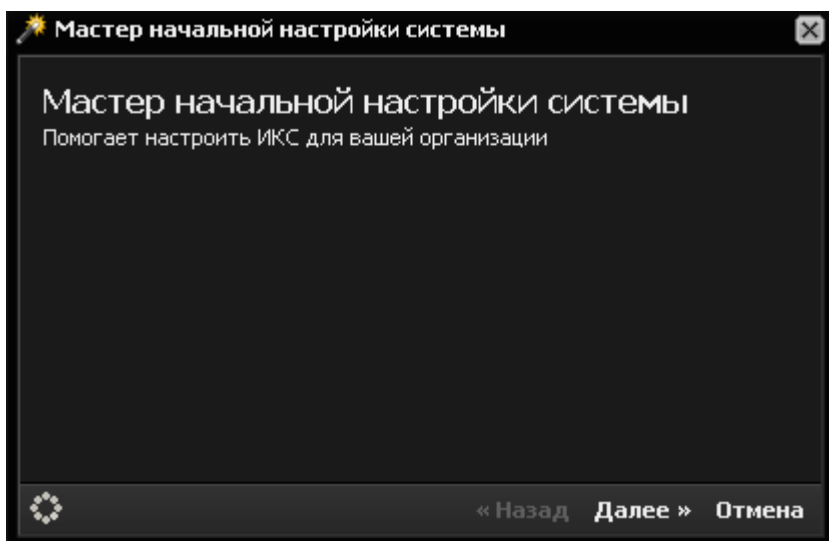 Мастер начальной настройки системы
Мастер начальной настройки системы
Помогает настроить ИКС для вашей организации
« Назад Далее » Отмена